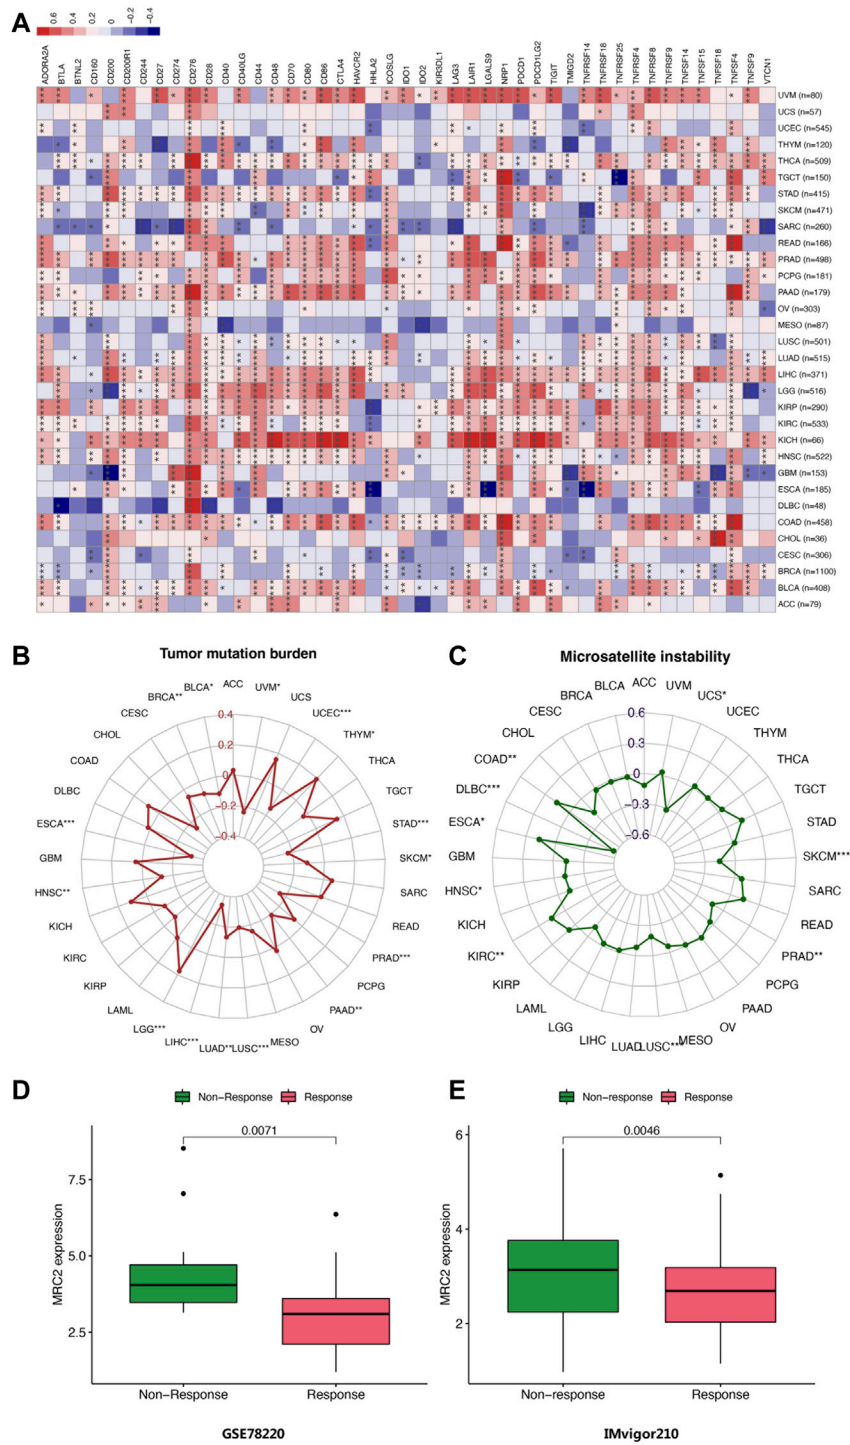 A
0.6
0.4
0.2
0
−0.2
−0.4
ADORA2A
BTLA
BTNL2
CD160
CD200
CD200R1
CD244
CD27
CD274
CD276
CD28
CD40
CD40LG
CD44
CD48
CD70
CD80
CD86
CTLA4
HAVCR2
HHLA2
ICOSLG
IDO1
IDO2
KIR3DL1
LAG3
LAIR1
LGALS9
NRP1
PDCD1
PDCD1LG2
TIGIT
TMIGD2
TNFRSF14
TNFRSF18
TNFRSF25
TNFRSF4
TNFRSF8
TNFRSF9
TNFSF14
TNFSF15
TNFSF18
TNFSF4
TNFSF9
VTCN1
UVM (n=80)
UCS (n=57)
UCEC (n=545)
THYM (n=120)
THCA (n=509)
TGCT (n=150)
STAD (n=415)
SKCM (n=471)
SARC (n=260)
READ (n=166)
PRAD (n=498)
PCPG (n=181)
PAAD (n=179)
OV (n=303)
MESO (n=87)
LUSC (n=501)
LUAD (n=515)
LIHC (n=371)
LGG (n=516)
KIRP (n=290)
KIRC (n=533)
KICH (n=66)
HNSC (n=522)
GBM (n=153)
ESCA (n=185)
DLBC (n=48)
COAD (n=458)
CHOL (n=36)
CESC (n=306)
BRCA (n=1100)
BLCA (n=408)
ACC (n=79)
B
Tumor mutation burden
ACC
UVM*
UCS
UCEC***
THYM*
THCA
TGCT
STAD***
SKCM*
SARC
READ
PRAD***
PCPG
PAAD**
OV
MESO
LUSC***
LUAD**
LIHC***
LGG***
LAML
KIRP
KIRC
KICH
HNSC**
GBM
ESCA***
DLBC
COAD
CHOL
CESC
BRCA**
BLCA*
0.4
0.2
0
−0.2
−0.4
C
Microsatellite instability
ACC
UVM
UCS*
UCEC
THYM
THCA
TGCT
STAD
SKCM***
SARC
READ
PRAD**
PCPG
PAAD
OV
MESO
LUSC***
LUAD
LIHC
LGG
LAML
KIRP
KIRC**
KICH
HNSC*
GBM
ESCA*
DLBC***
COAD**
CHOL
CESC
BRCA
BLCA
0.6
0.3
0
−0.3
−0.6
D
Non−Response
Response
0.0071
7.5
5.0
2.5
MRC2 expression
Non−Response
Response
GSE78220
E
Non−response
Response
0.0046
6
4
2
MRC2 expression
Non−response
Response
IMvigor210